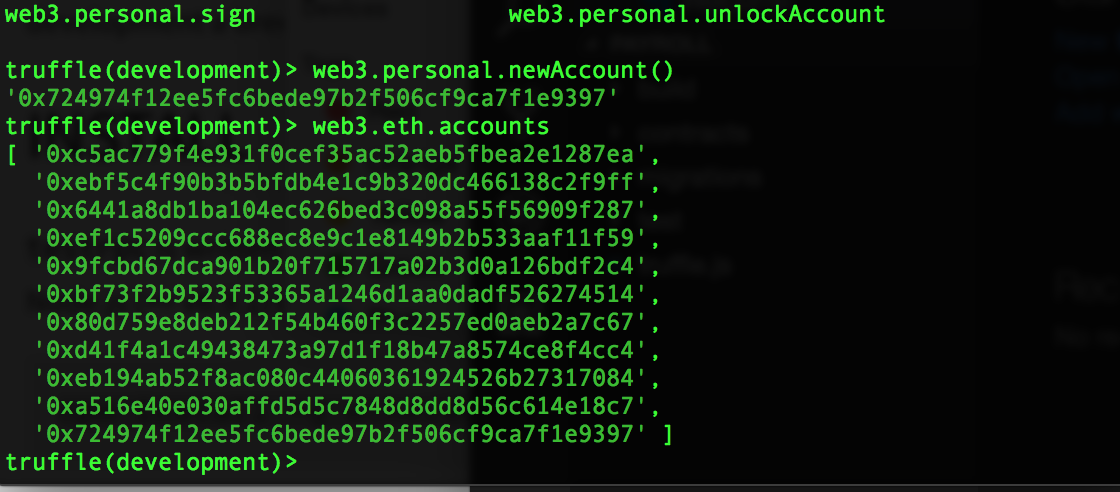 web3.personal.sign web3.personal.unlockAccount
truffle(development)> web3.personal.newAccount()
'0x724974f12ee5fc6bede97b2f506cf9ca7f1e9397'
truffle(development)> web3.eth.accounts
[ '0xc5ac779f4e931f0cef35ac52aeb5fbea2e1287ea',
'0xebf5c4f90b3b5bfdb4e1c9b320dc466138c2f9ff',
'0x6441a8db1ba104ec626bed3c098a55f56909f287',
'0xef1c5209ccc688ec8e9c1e8149b2b533aaf11f59',
'0x9fcbd67dca901b20f715717a02b3d0a126bdf2c4',
'0xbf73f2b9523f53365a1246d1aa0dadf526274514',
'0x80d759e8deb212f54b460f3c2257ed0aeb2a7c67',
'0xd41f4a1c49438473a97d1f18b47a8574ce8f4cc4',
'0xeb194ab52f8ac080c44060361924526b27317084',
'0xa516e40e030affd5d5c7848d8dd8d56c614e18c7',
'0x724974f12ee5fc6bede97b2f506cf9ca7f1e9397' ]
truffle(development)>